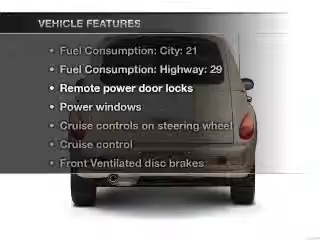 VEHICLE FEATURES
• Fuel Consumption: City: 21
• Fuel Consumption: Highway: 29
• Remote power door locks
• Power windows
• Cruise controls on steering wheel
• Cruise control
• Front Ventilated disc brakes